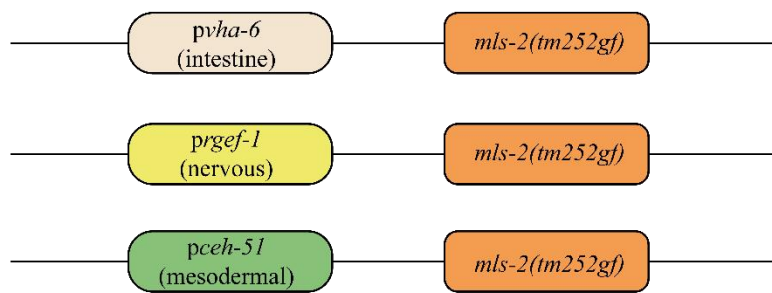 pvha-6
(intestine)
mls-2(tm252gf)
prgef-1
(nervous)
mls-2(tm252gf)
pceh-51
(mesodermal)
mls-2(tm252gf)